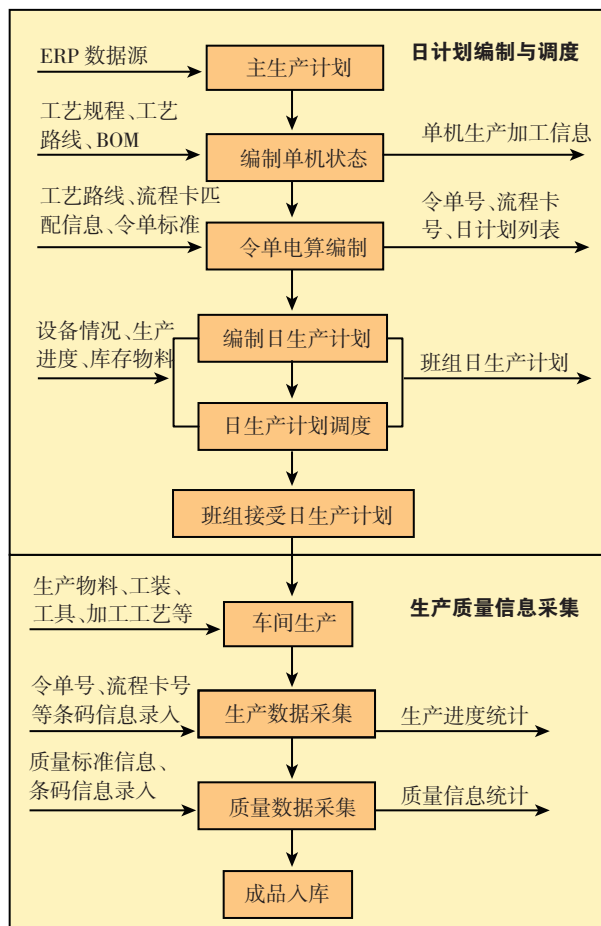 ERP 数据源
主生产计划
日计划编制与调度
工艺规程、工艺
路线、BOM
编制单机状态
单机生产加工信息
工艺路线、流程卡匹
配信息、令单标准
令单电算编制
令单号、流程卡
号、日计划列表
设备情况、生产
进度、库存物料
编制日生产计划
班组日生产计划
日生产计划调度
班组接受日生产计划
生产物料、工装、
工具、加工工艺等
车间生产
生产质量信息采集
令单号、流程卡号
等条码信息录入
生产数据采集
生产进度统计
质量标准信息、
条码信息录入
质量数据采集
质量信息统计
成品入库